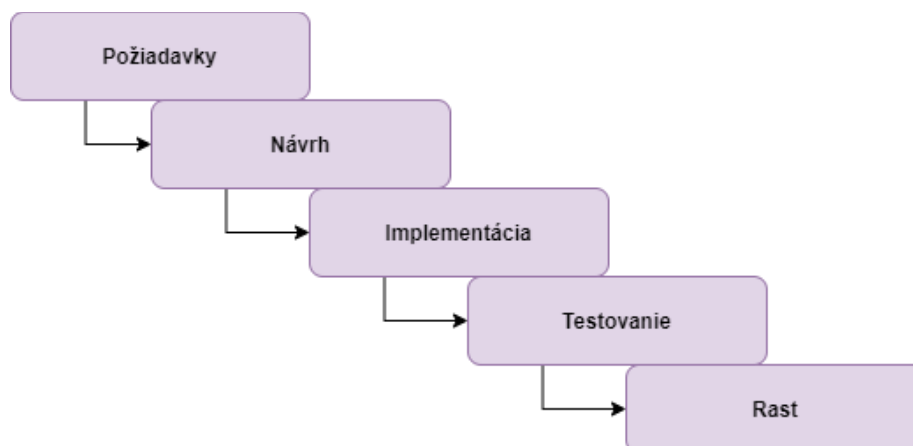 Požiadavky
Návrh
Implementácia
Testovanie
Rast